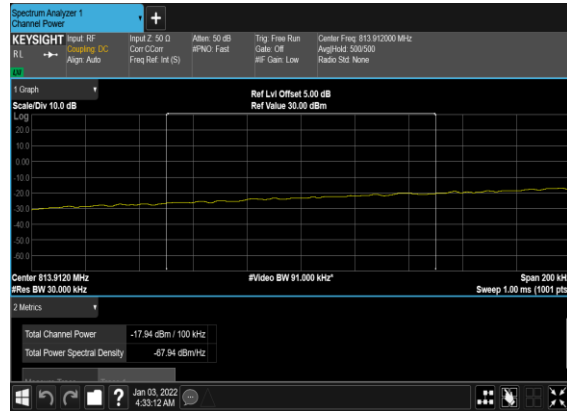 Spectrum Analyzer 1
Channel Power
+
KEYSIGHT Input: RF Input Z: 50 Ω Atten: 50 dB Trig: Free Run Center Freq: 813.912000 MHz
RL Coupling: DC Corr CCorr #PNO: Fast Gate: Off Avg|Hold: 500/500
Align: Auto Freq Ref: Int (S) #IF Gain: Low Radio Std: None
1 Graph
Ref Lvl Offset 5.00 dB
Scale/Div 10.0 dB Ref Value 30.00 dBm
Log
20.0
10.0
0.00
-10.0
-20.0
-30.0
-40.0
-50.0
-60.0
Center 813.9120 MHz #Video BW 91.000 kHz* Span 200 kH
#Res BW 30.000 kHz Sweep 1.00 ms (1001 pts
2 Metrics
Total Channel Power -17.94 dBm / 100 kHz
Total Power Spectral Density -67.94 dBm/Hz
?
Jan 03, 2022
4:33:12 AM